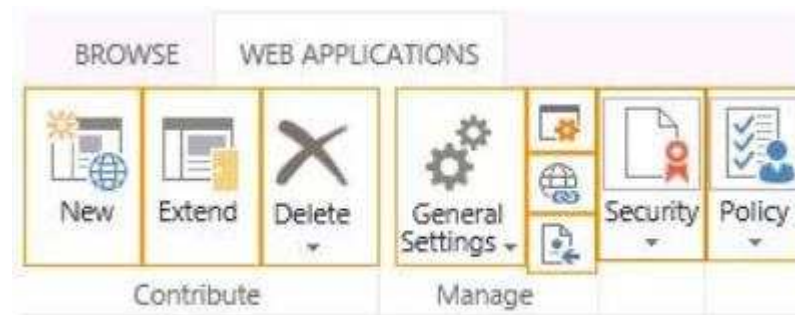 BROWSE WEB APPLICATIONS
New Extend Delete General Settings Security Policy
Contribute Manage